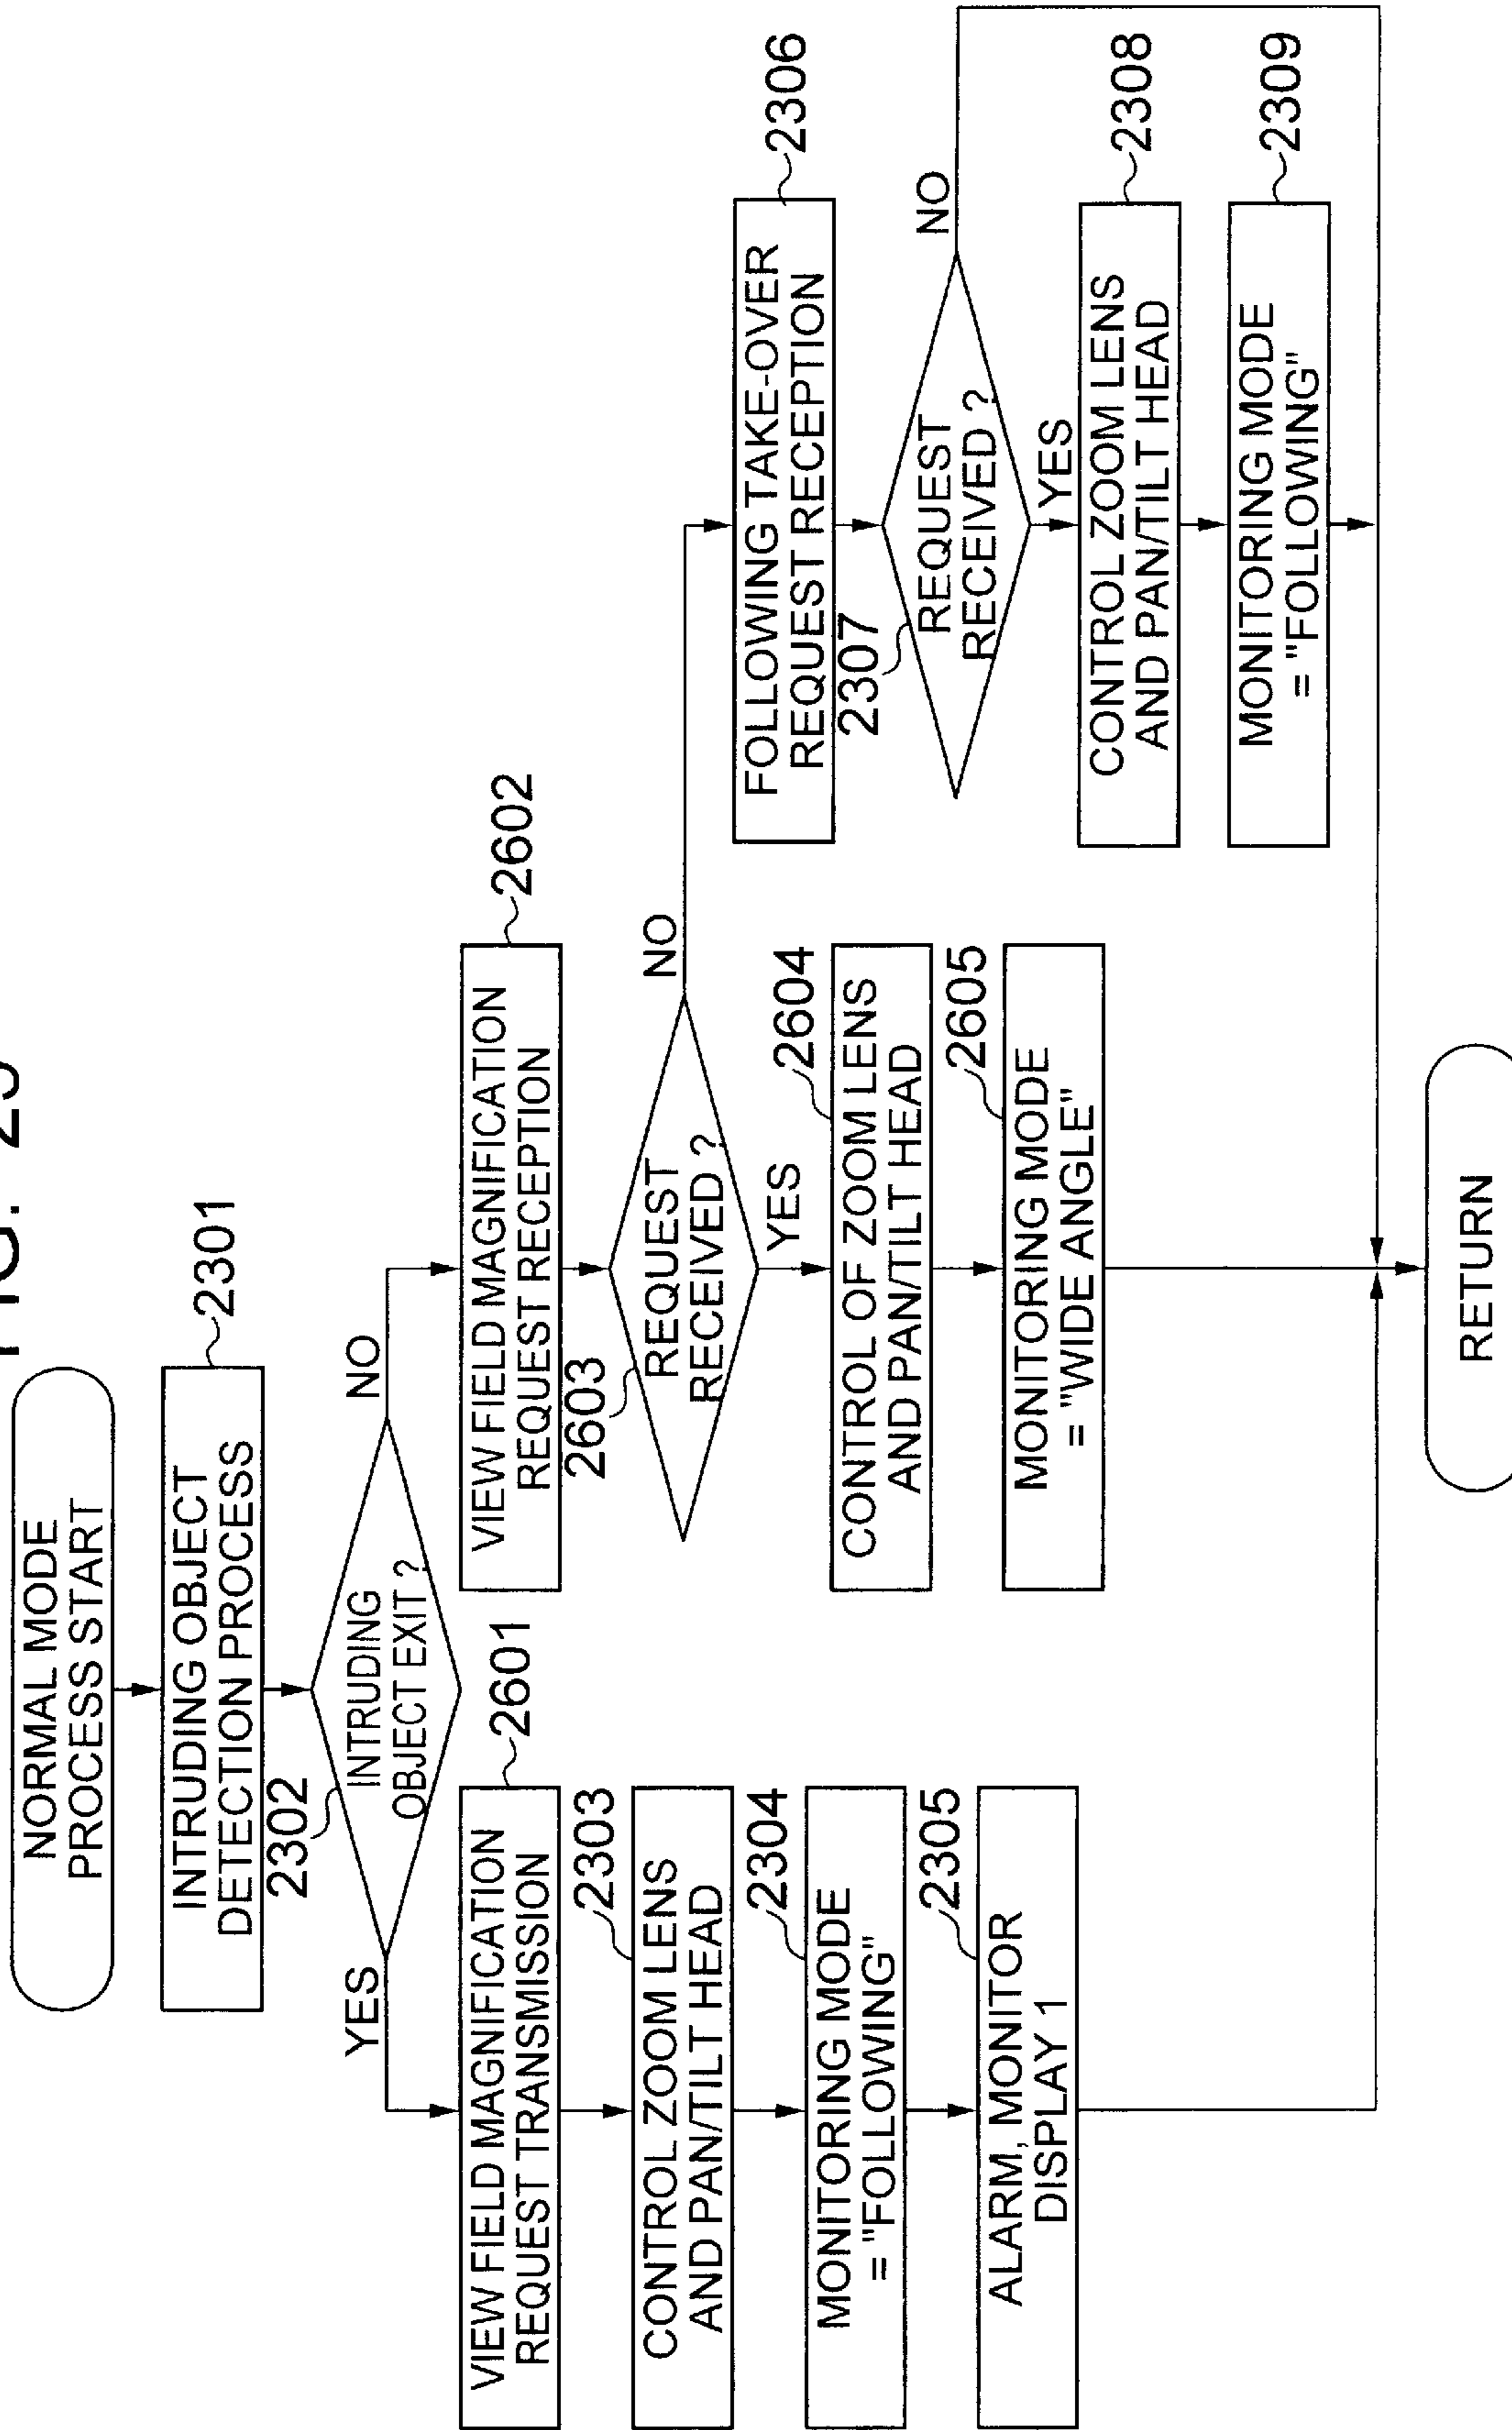 NORMAL MODE
PROCESS START
INTRUDING OBJECT
DETECTION PROCESS
2301
2302
INTRUDING
OBJECT EXIT ?
YES
NO
VIEW FIELD MAGNIFICATION
REQUEST TRANSMISSION
2601
CONTROL ZOOM LENS
AND PAN/TILT HEAD
2303
MONITORING MODE
= "FOLLOWING"
2304
ALARM, MONITOR
DISPLAY 1
2305
VIEW FIELD MAGNIFICATION
REQUEST RECEPTION
2602
2603
REQUEST
RECEIVED ?
NO
YES
CONTROL OF ZOOM LENS
AND PAN/TILT HEAD
2604
MONITORING MODE
= "WIDE ANGLE"
2605
FOLLOWING TAKE-OVER
REQUEST RECEPTION
2306
2307
REQUEST
RECEIVED ?
NO
YES
CONTROL ZOOM LENS
AND PAN/TILT HEAD
2308
MONITORING MODE
= "FOLLOWING"
2309
RETURN